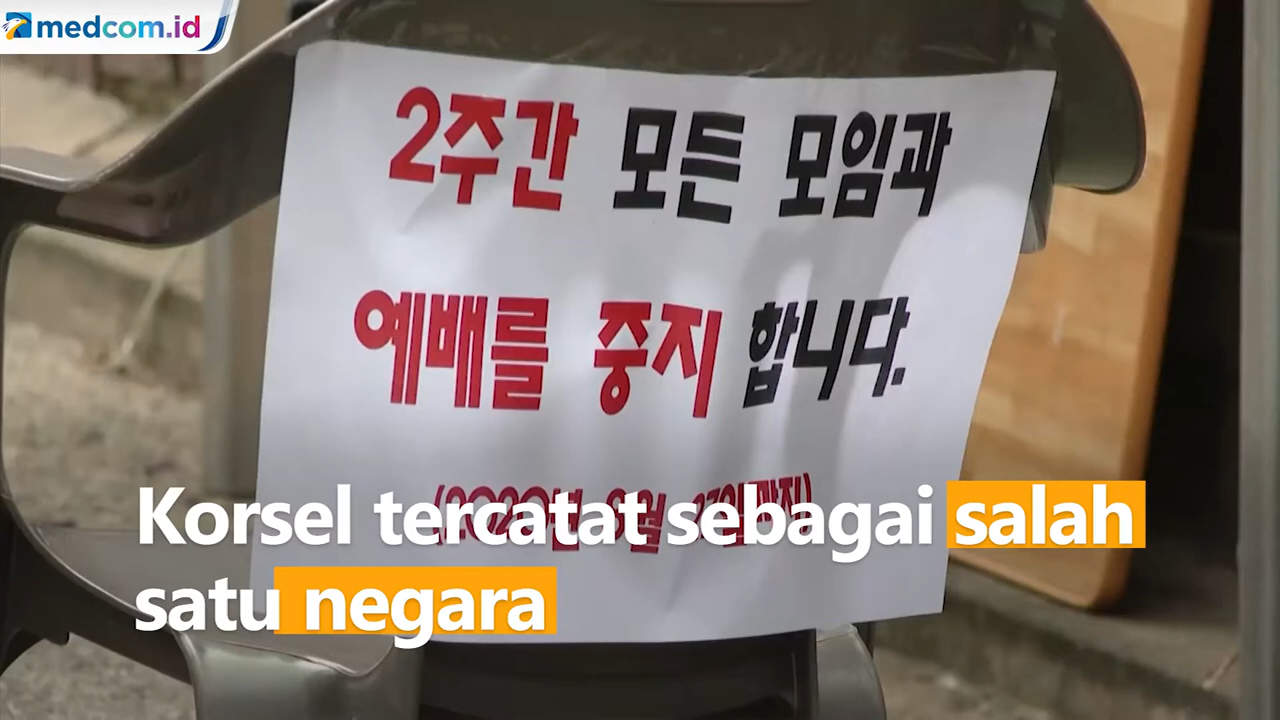 medcom.id
2주간 모든 모임과
예배를 중지 합니다.
Korsel tercatat sebagai salah
satu negara